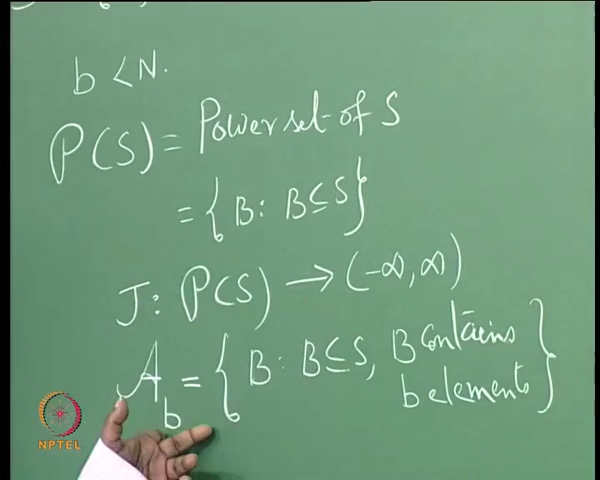 b < N.
P(S) = Power set of S
= { B : B ⊆ S }
J : P(S) → (-∞, ∞)
A_b = { B : B ⊆ S, B contains
b elements }
NPTEL